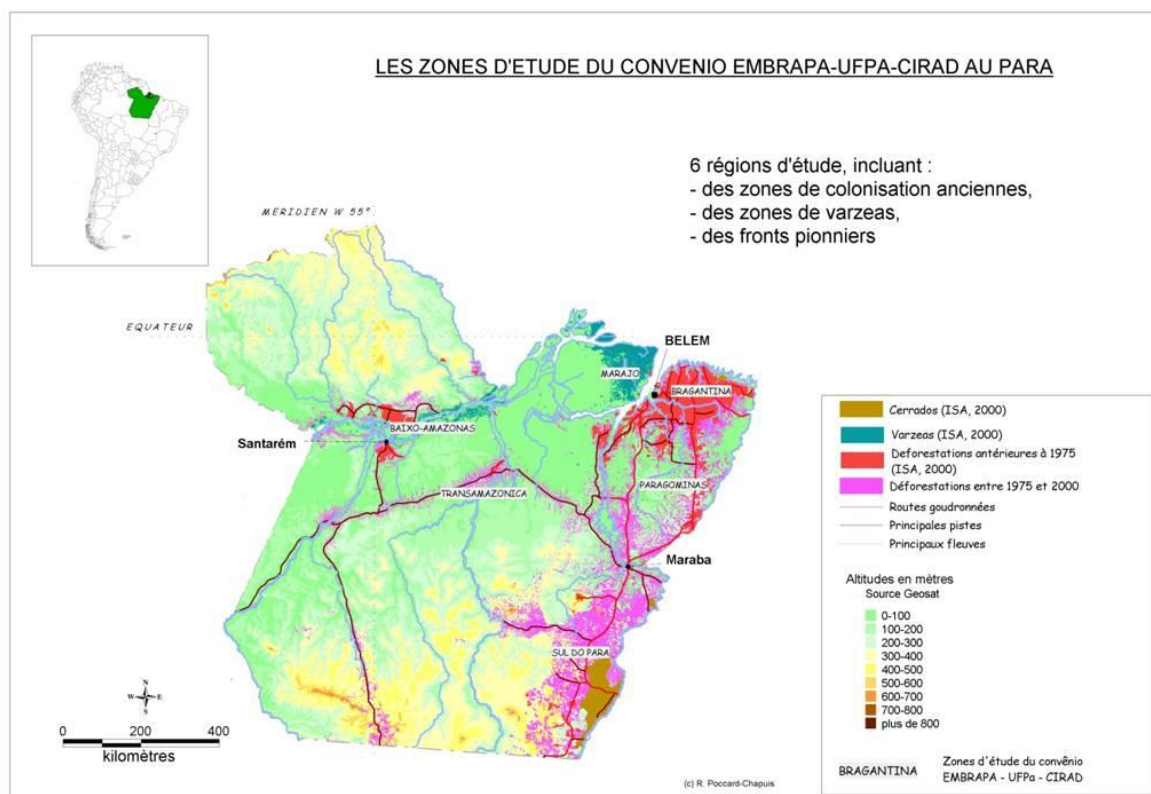 LES ZONES D'ETUDE DU CONVENIO EMBRAPA-UFPA-CIRAD AU PARA
6 régions d'étude, incluant :
- des zones de colonisation anciennes,
- des zones de varzeas,
- des fronts pionniers
MERIDIEN W 55°
EQUATEUR
BELEM
MARAJO
BRAGANTINA
BAIXO-AMAZONAS
Santarém
TRANSAMAZONICA
PARAGOMINAS
Maraba
SUL DO PARA
Cerrados (ISA, 2000)
Varzeas (ISA, 2000)
Deforestations antérieures à 1975
(ISA, 2000)
Déforestations entre 1975 et 2000
Routes goudronnées
Principales pistes
Principaux fleuves
Altitudes en mètres
Source Geosat
0-100
100-200
200-300
300-400
400-500
500-600
600-700
700-800
plus de 800
BRAGANTINA
Zones d'étude du convênio
EMBRAPA - UFPa - CIRAD
N
W E
S
0 200 400
kilomètres
(c) R. Poccard-Chapuis